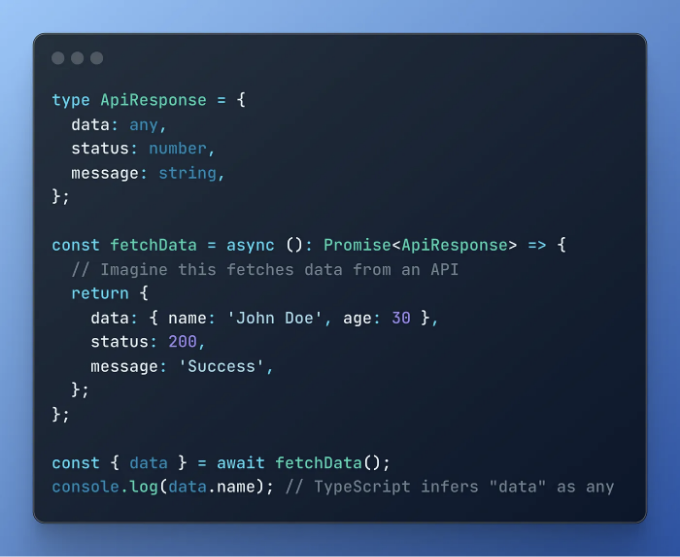 type ApiResponse = {
  data: any,
  status: number,
  message: string,
};

const fetchData = async (): Promise<ApiResponse> => {
  // Imagine this fetches data from an API
  return {
    data: { name: 'John Doe', age: 30 },
    status: 200,
    message: 'Success',
  };
};

const { data } = await fetchData();
console.log(data.name); // TypeScript infers "data" as any